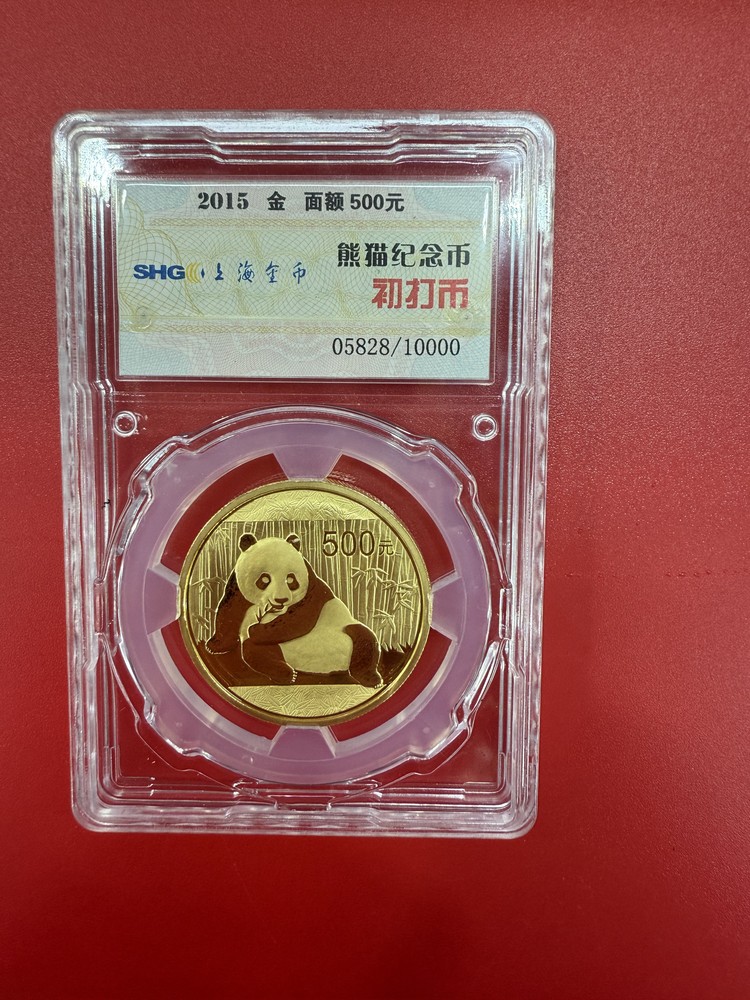 2015 金 面额 500元
熊猫纪念币
SHG 上海金币
初打币
05828/10000
500元